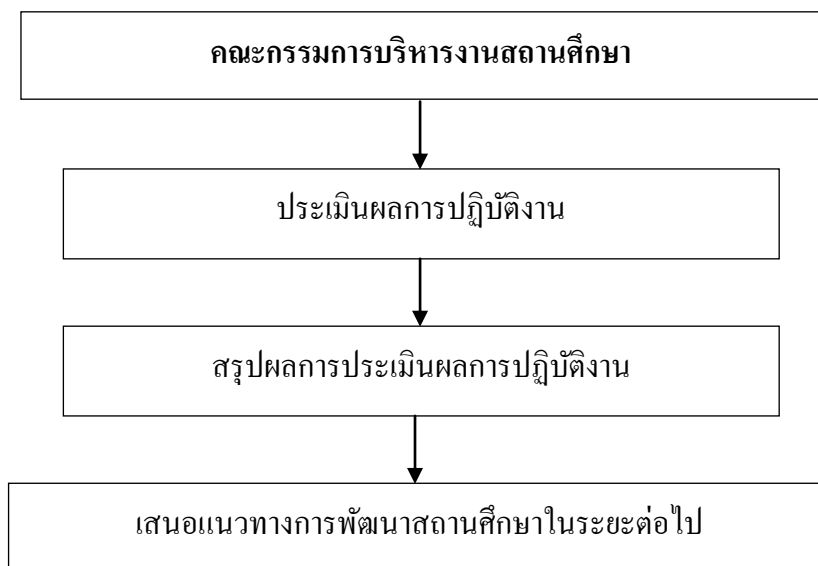 คณะกรรมการบริหารงานสถานศึกษา
ประเมินผลการปฏิบัติงาน
สรุปผลการประเมินผลการปฏิบัติงาน
เสนอแนวทางการพัฒนาสถานศึกษาในระยะต่อไป